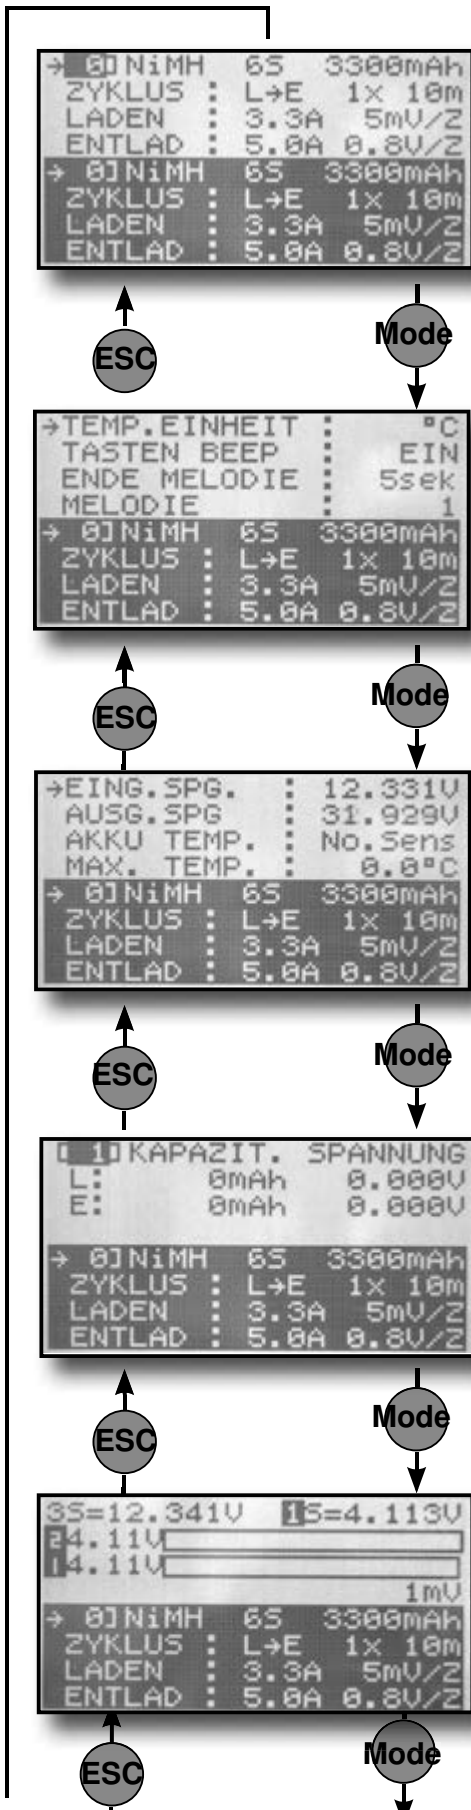 → 0]NiMH 6S 3300mAh
ZYKLUS : L→E 1x 10m
LADEN : 3.3A 5mV/Z
ENTLAD : 5.0A 0.8V/Z
→ 0]NiMH 6S 3300mAh
ZYKLUS : L→E 1x 10m
LADEN : 3.3A 5mV/Z
ENTLAD : 5.0A 0.8V/Z
ESC Mode
→TEMP.EINHEIT : °C
TASTEN BEEP : EIN
ENDE MELODIE : 5sek
MELODIE : 1
→ 0]NiMH 6S 3300mAh
ZYKLUS : L→E 1x 10m
LADEN : 3.3A 5mV/Z
ENTLAD : 5.0A 0.8V/Z
ESC Mode
→EING.SPG. : 12.331V
AUSG.SPG : 31.929V
AKKU TEMP. : No.Sens
MAX. TEMP. : 0.0°C
→ 0]NiMH 6S 3300mAh
ZYKLUS : L→E 1x 10m
LADEN : 3.3A 5mV/Z
ENTLAD : 5.0A 0.8V/Z
ESC Mode
[1] KAPAZIT. SPANNUNG
L: 0mAh 0.000V
E: 0mAh 0.000V
→ 0]NiMH 6S 3300mAh
ZYKLUS : L→E 1x 10m
LADEN : 3.3A 5mV/Z
ENTLAD : 5.0A 0.8V/Z
ESC Mode
3S=12.341V 1S=4.113V
2 4.11V
1 4.11V
1mV
→ 0]NiMH 6S 3300mAh
ZYKLUS : L→E 1x 10m
LADEN : 3.3A 5mV/Z
ENTLAD : 5.0A 0.8V/Z
ESC Mode